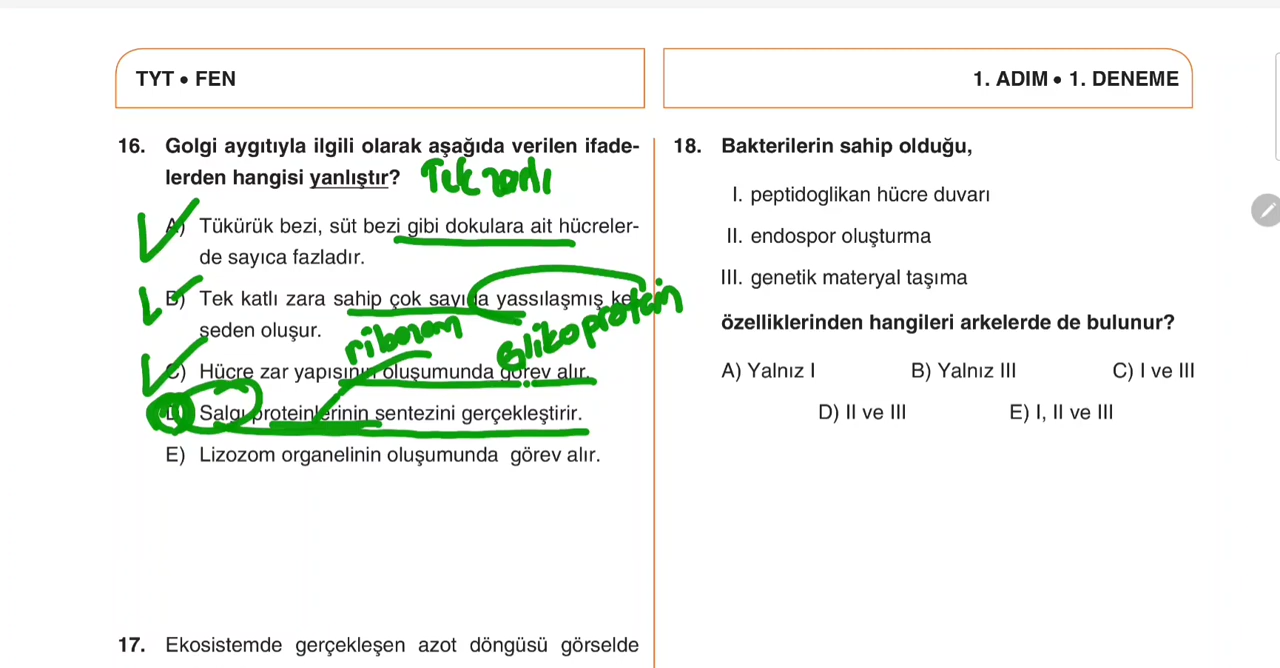 TYT • FEN
1. ADIM • 1. DENEME
16. Golgi aygıtıyla ilgili olarak aşağıda verilen ifade-
lerden hangisi yanlıştır? Tek zarlı
A) Tükürük bezi, süt bezi gibi dokulara ait hücreler-
de sayıca fazladır.
B) Tek katlı zara sahip çok sayıda yassılaşmış ke-
seden oluşur.
ribozom Glikoprotein
C) Hücre zar yapısının oluşumunda görev alır.
D) Salgı proteinlerinin sentezini gerçekleştirir.
E) Lizozom organelinin oluşumunda görev alır.
17. Ekosistemde gerçekleşen azot döngüsü görselde
18. Bakterilerin sahip olduğu,
I. peptidoglikan hücre duvarı
II. endospor oluşturma
III. genetik materyal taşıma
özelliklerinden hangileri arkelerde de bulunur?
A) Yalnız I B) Yalnız III C) I ve III
D) II ve III E) I, II ve III